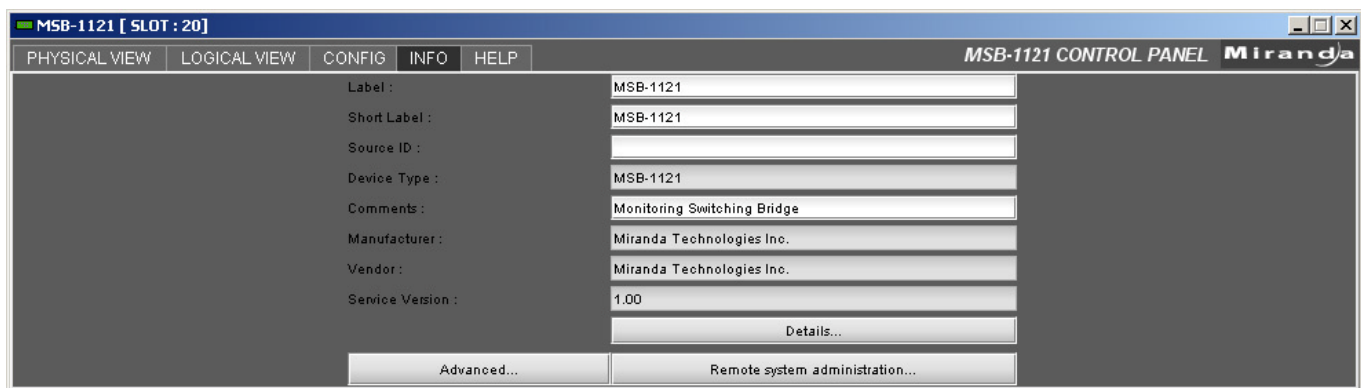 MSB-1121 [ SLOT : 20]
PHYSICAL VIEW LOGICAL VIEW CONFIG INFO HELP MSB-1121 CONTROL PANEL Miranda
Label : MSB-1121
Short Label : MSB-1121
Source ID :
Device Type : MSB-1121
Comments : Monitoring Switching Bridge
Manufacturer : Miranda Technologies Inc.
Vendor : Miranda Technologies Inc.
Service Version : 1.00
Details...
Advanced... Remote system administration...